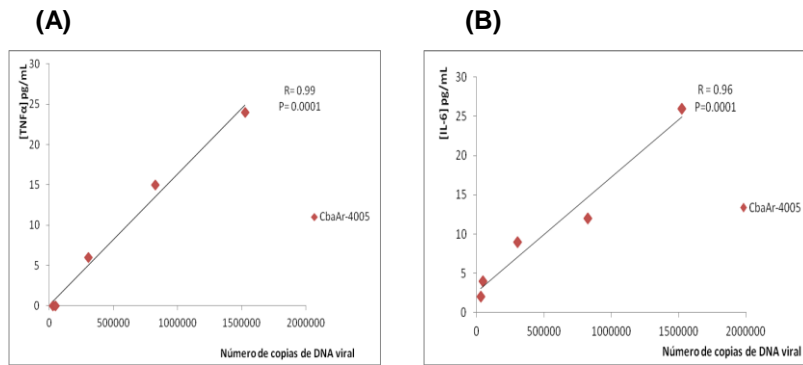 (A)
(B)
[TNFα] pg/mL
30
25
20
15
10
5
0
R= 0.99
P= 0.0001
CbaAr-4005
0 500000 1000000 1500000 2000000
Número de copias de DNA viral
[IL-6] pg/mL
30
25
20
15
10
5
0
R = 0.96
P=0.0001
CbaAr-4005
0 500000 1000000 1500000 2000000
Número de copias de DNA viral